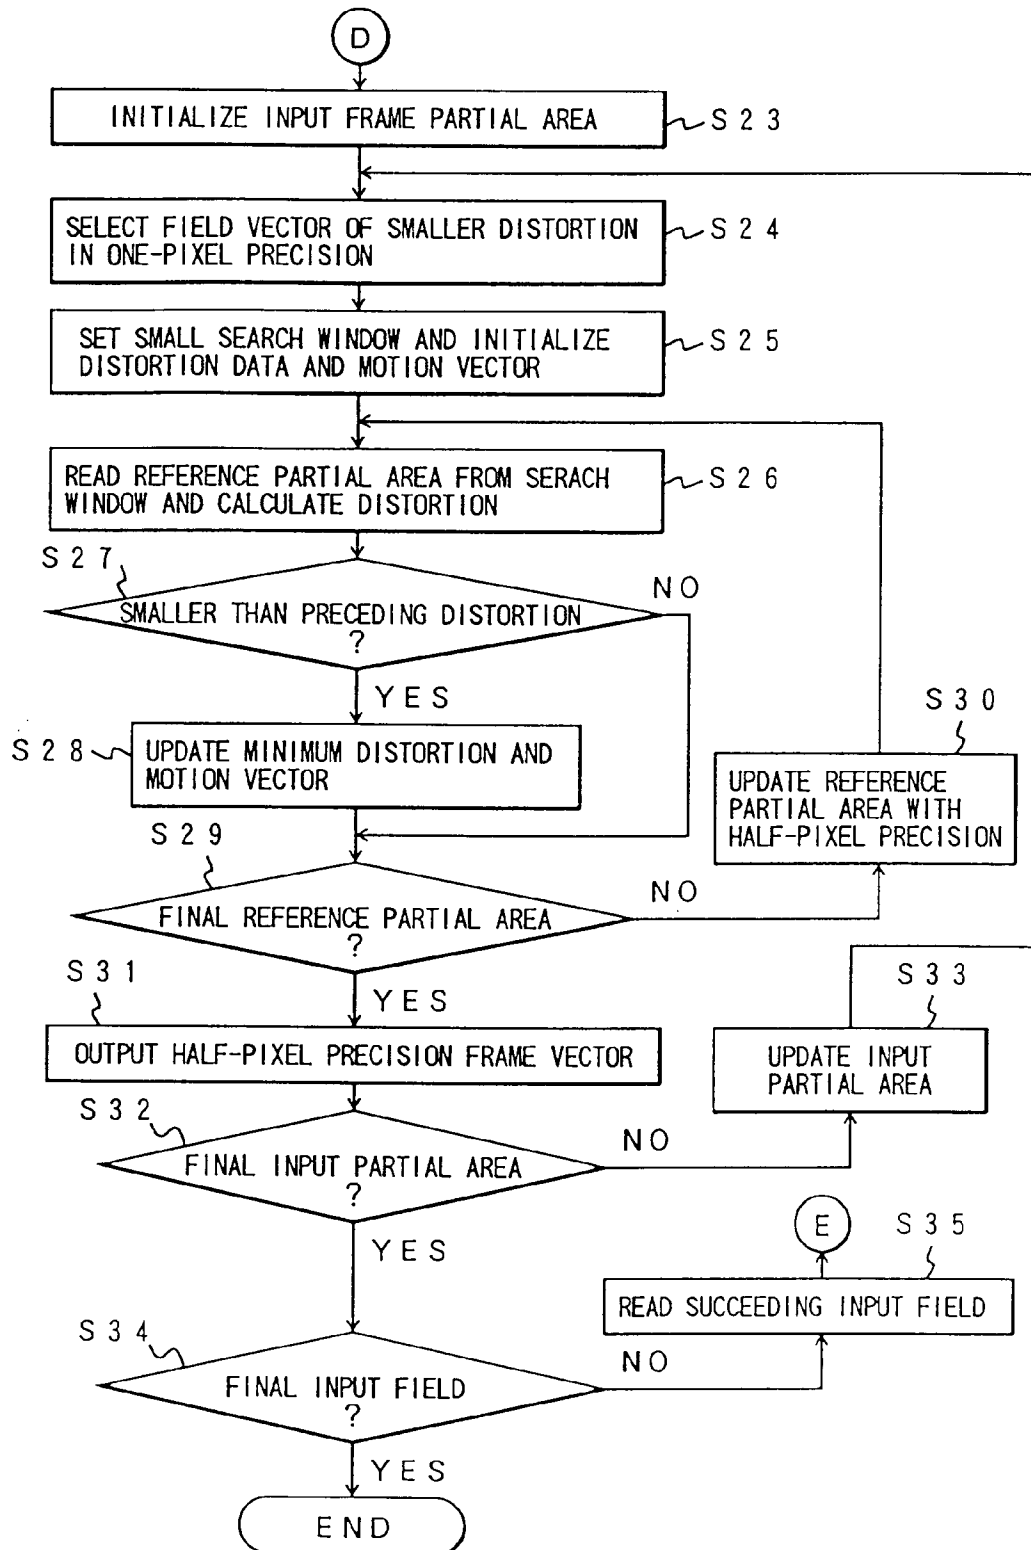 D
INITIALIZE INPUT FRAME PARTIAL AREA
S23
SELECT FIELD VECTOR OF SMALLER DISTORTION
IN ONE-PIXEL PRECISION
S24
SET SMALL SEARCH WINDOW AND INITIALIZE
DISTORTION DATA AND MOTION VECTOR
S25
READ REFERENCE PARTIAL AREA FROM SERACH
WINDOW AND CALCULATE DISTORTION
S26
S27
SMALLER THAN PRECEDING DISTORTION
?
NO
YES
S28
UPDATE MINIMUM DISTORTION AND
MOTION VECTOR
S30
UPDATE REFERENCE
PARTIAL AREA WITH
HALF-PIXEL PRECISION
S29
FINAL REFERENCE PARTIAL AREA
?
NO
YES
S31
OUTPUT HALF-PIXEL PRECISION FRAME VECTOR
S33
UPDATE INPUT
PARTIAL AREA
S32
FINAL INPUT PARTIAL AREA
?
NO
YES
E
S35
READ SUCCEEDING INPUT FIELD
S34
FINAL INPUT FIELD
?
NO
YES
END